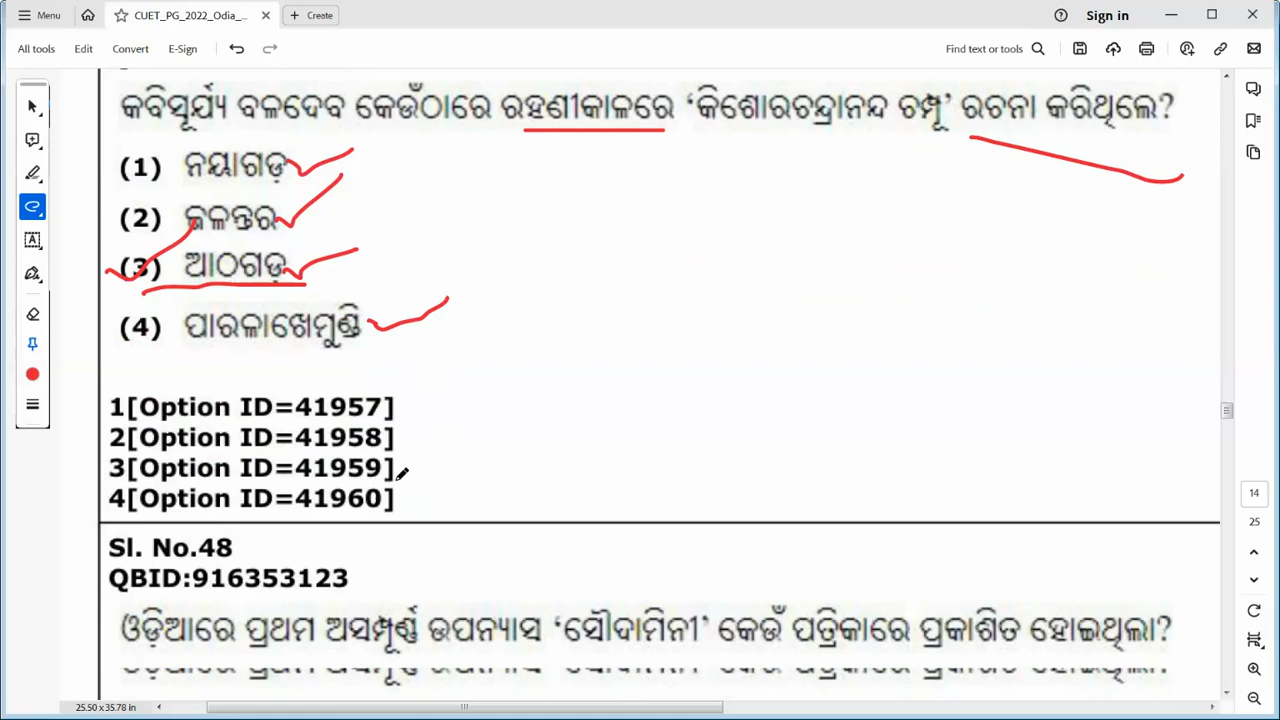 Menu
CUET_PG_2022_Odia_...
Create
Sign in
All tools
Edit
Convert
E-Sign
Find text or tools
କବିସୂର୍ଯ୍ୟ ବଳଦେବ କେଉଁଠାରେ ରହଣୀକାଳରେ ‘କିଶୋରଚନ୍ଦ୍ରାନନ୍ଦ ଚମ୍ପୂ’ ରଚନା କରିଥିଲେ?
(1) ନୟାଗଡ଼
(2) ଜଳନ୍ତର
(3) ଆଠଗଡ଼
(4) ପାରଳାଖେମୁଣ୍ଡି
1[Option ID=41957]
2[Option ID=41958]
3[Option ID=41959]
4[Option ID=41960]
Sl. No.48
QBID:916353123
ଓଡ଼ିଆରେ ପ୍ରଥମ ଅସମ୍ପୂର୍ଣ୍ଣ ଉପନ୍ୟାସ ‘ସୌଦାମିନୀ’ କେଉଁ ପତ୍ରିକାରେ ପ୍ରକାଶିତ ହୋଇଥିଲା?
14
25
25.50 x 35.78 in